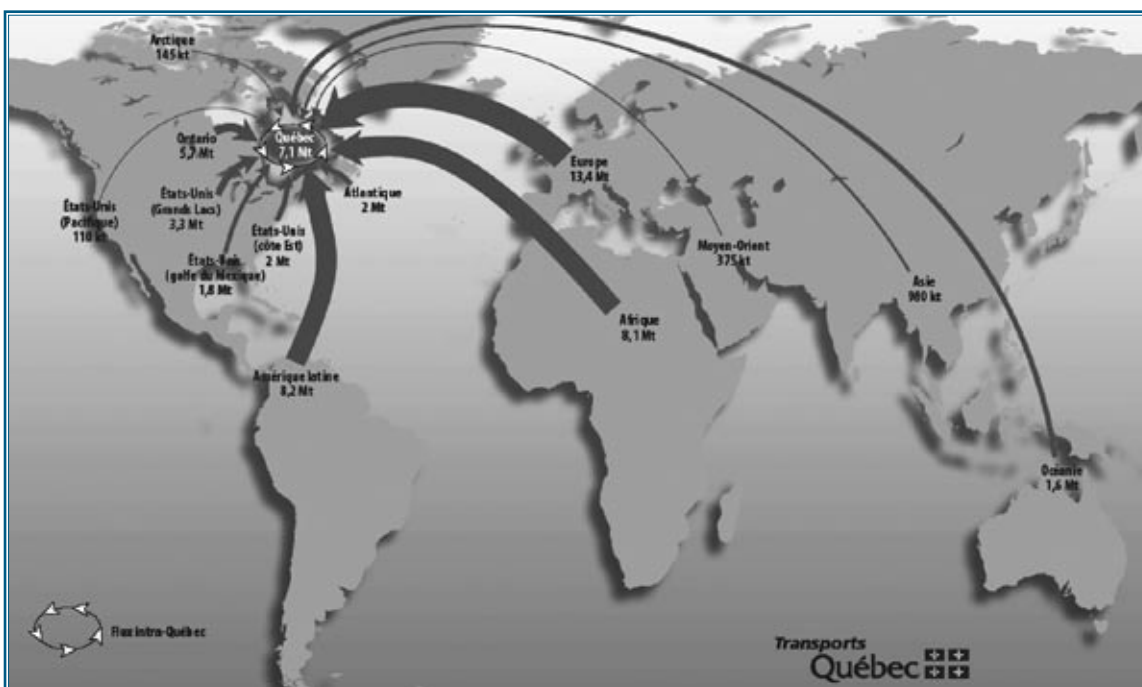 Arctique
145 kt
Ontario
5,7 Mt
Québec
7,1 Mt
Europe
13,4 Mt
États-Unis
(Pacifique)
110 kt
États-Unis
(Grands Lacs)
3,3 Mt
Atlantique
2 Mt
États-Unis
(côte Est)
2 Mt
États-Unis
(golfe du Mexique)
1,8 Mt
Moyen-Orient
375 kt
Asie
980 kt
Afrique
8,1 Mt
Amérique latine
8,2 Mt
Océanie
1,6 Mt
Flux intra-Québec
Transports
Québec